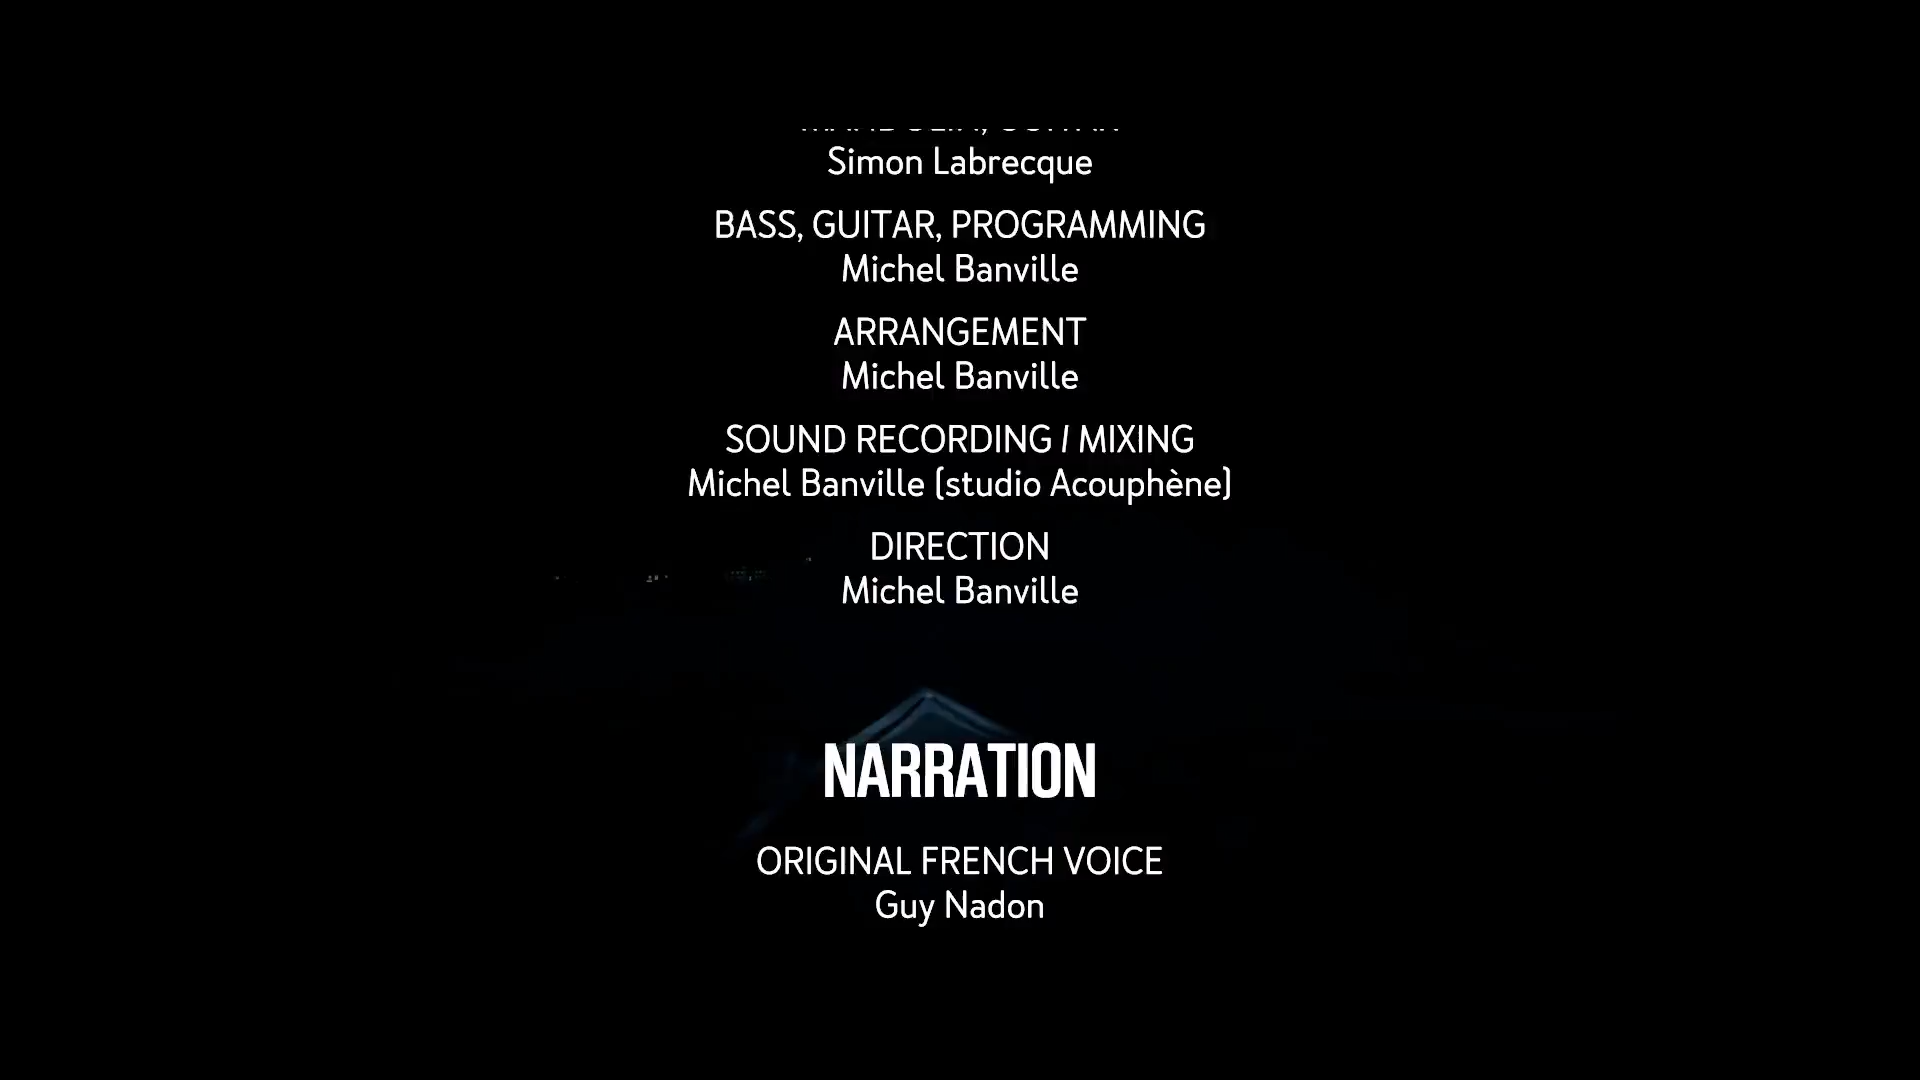 Simon Labrecque
BASS, GUITAR, PROGRAMMING
Michel Banville
ARRANGEMENT
Michel Banville
SOUND RECORDING / MIXING
Michel Banville (studio Acouphène)
DIRECTION
Michel Banville
NARRATION
ORIGINAL FRENCH VOICE
Guy Nadon